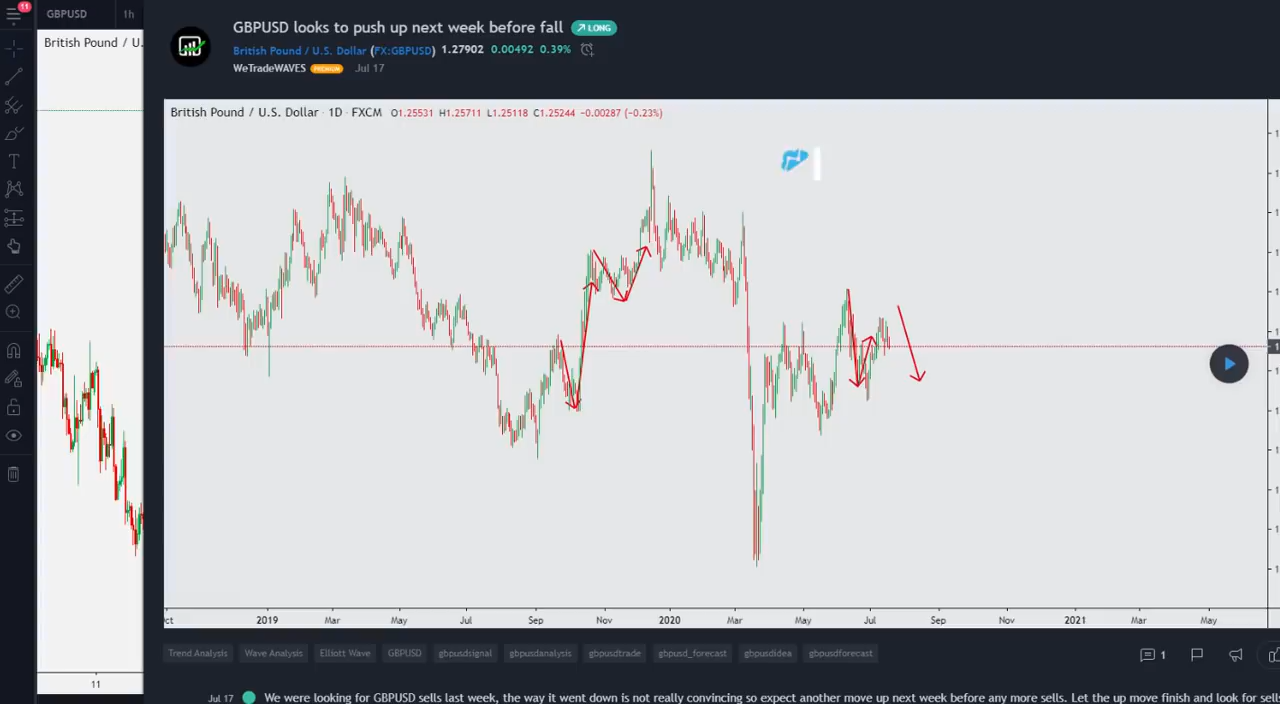 11
GBPUSD 1h
British Pound / U.
GBPUSD looks to push up next week before fall LONG
British Pound / U.S. Dollar (FX:GBPUSD) 1.27902 0.00492 0.39%
WeTradeWAVES PREMIUM Jul 17
British Pound / U.S. Dollar · 1D · FXCM O1.25531 H1.25711 L1.25118 C1.25244 −0.00287 (−0.23%)
2019 Mar May Jul Sep Nov 2020 Mar May Jul Sep Nov 2021 Mar May
Trend Analysis Wave Analysis Elliott Wave GBPUSD gbpusdsignal gbpusdanalysis gbpusdtrade gbpusd_forecast gbpusdidea gbpusdforecast
1
11
Jul 17 We were looking for GBPUSD sells last week, the way it went down is not really convincing so expect another move up next week before any more sells. Let the up move finish and look for sells